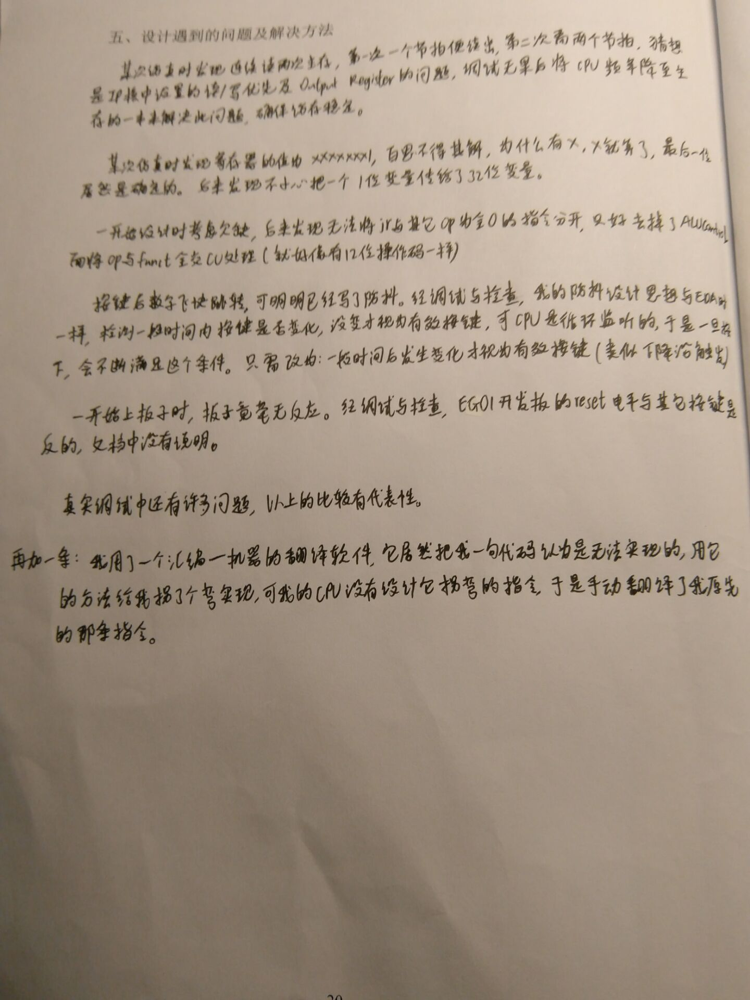 五、设计遇到的问题及解决方法
某次仿真时发现连续读两次主存，第一次一个节拍便读出，第二次需两个节拍，猜想
是IP核中设置的读/写优先及 Output Register的问题，调试无果后将CPU频率降至主
存的一半来解决此问题，确保访存稳定。
某次仿真时发现寄存器的值为xxxxxxx1，百思不得其解，为什么有X，X就算了，最后一位
居然是确定的。后来发现不小心把一个1位变量传给了32位变量。
一开始设计时考虑欠缺，后来发现无法将jr与其它op为全0的指令分开，只好去掉了ALUControl，
而将op与funct全交CU处理（就好像有12位操作码一样）
按键后数字飞快跳转，可明明已经写了防抖。经调试与检查，我的防抖设计思想与EDA时
一样，检测一段时间内按键是否变化，没变才视为有效按键，可CPU是循环监听的，于是一旦按
下，会不断满足这个条件。只需改为：一段时间后发生变化才视为有效按键（类似下降沿触发）
一开始上板子时，板子竟毫无反应。经调试与检查，EGO1开发板的reset电平与其它按键是
反的，文档中没有说明。
真实调试中还有许多问题，以上的比较有代表性。
再加一条：我用了一个汇编—机器的翻译软件，它居然把我一句代码认为是无法实现的，用它
的方法给我拐了个弯实现，可我的CPU没有设计它拐弯的指令，于是手动翻译了我原先
的那条指令。